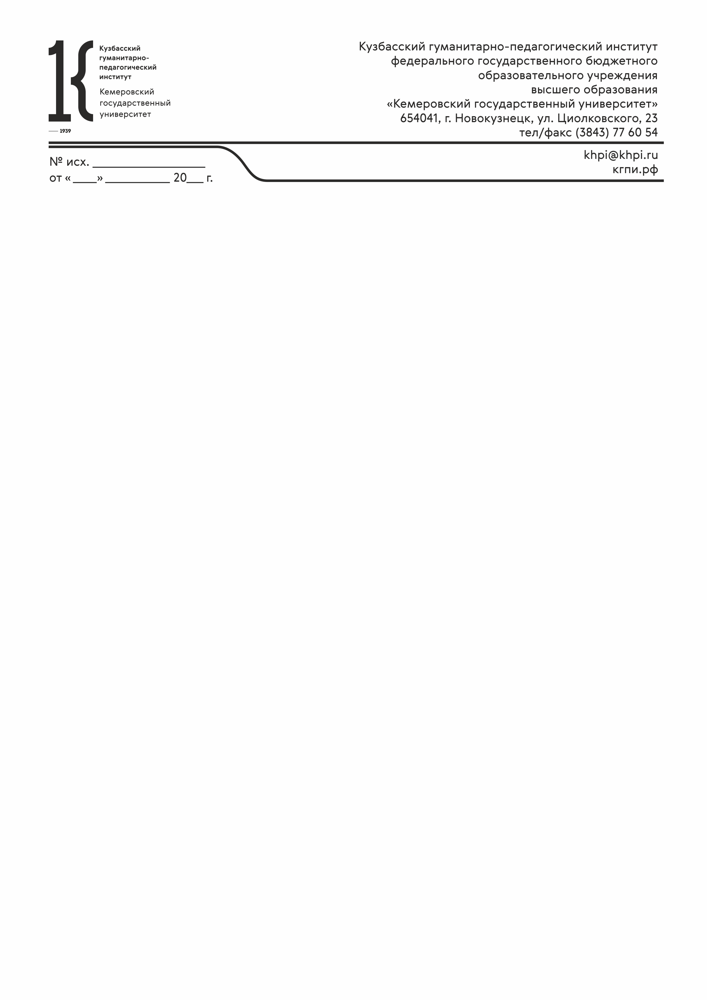 Кузбасский
гуманитарно-
педагогический
институт
Кемеровский
государственный
университет
1939
Кузбасский гуманитарно-педагогический институт
федерального государственного бюджетного
образовательного учреждения
высшего образования
«Кемеровский государственный университет»
654041, г. Новокузнецк, ул. Циолковского, 23
тел/факс (3843) 77 60 54
khpi@khpi.ru
кгпи.рф
№ исх. ____________________
от «____» ___________ 20___ г.